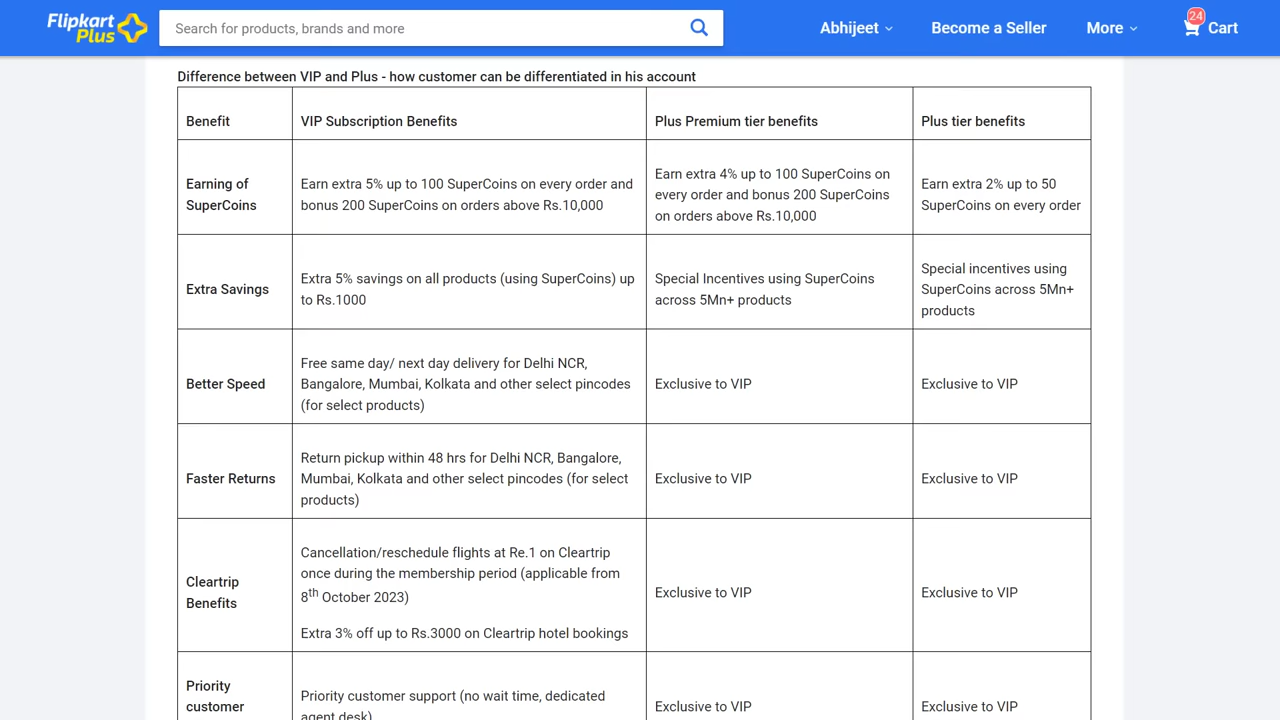 Flipkart
Plus
Search for products, brands and more
Abhijeet
Become a Seller
More
24
Cart
Difference between VIP and Plus - how customer can be differentiated in his account
Benefit
VIP Subscription Benefits
Plus Premium tier benefits
Plus tier benefits
Earning of
SuperCoins
Earn extra 5% up to 100 SuperCoins on every order and
bonus 200 SuperCoins on orders above Rs.10,000
Earn extra 4% up to 100 SuperCoins on
every order and bonus 200 SuperCoins
on orders above Rs.10,000
Earn extra 2% up to 50
SuperCoins on every order
Extra Savings
Extra 5% savings on all products (using SuperCoins) up
to Rs.1000
Special Incentives using SuperCoins
across 5Mn+ products
Special incentives using
SuperCoins across 5Mn+
products
Better Speed
Free same day/ next day delivery for Delhi NCR,
Bangalore, Mumbai, Kolkata and other select pincodes
(for select products)
Exclusive to VIP
Exclusive to VIP
Faster Returns
Return pickup within 48 hrs for Delhi NCR, Bangalore,
Mumbai, Kolkata and other select pincodes (for select
products)
Exclusive to VIP
Exclusive to VIP
Cleartrip
Benefits
Cancellation/reschedule flights at Re.1 on Cleartrip
once during the membership period (applicable from
8th October 2023)
Extra 3% off up to Rs.3000 on Cleartrip hotel bookings
Exclusive to VIP
Exclusive to VIP
Priority
customer
Priority customer support (no wait time, dedicated
agent desk)
Exclusive to VIP
Exclusive to VIP